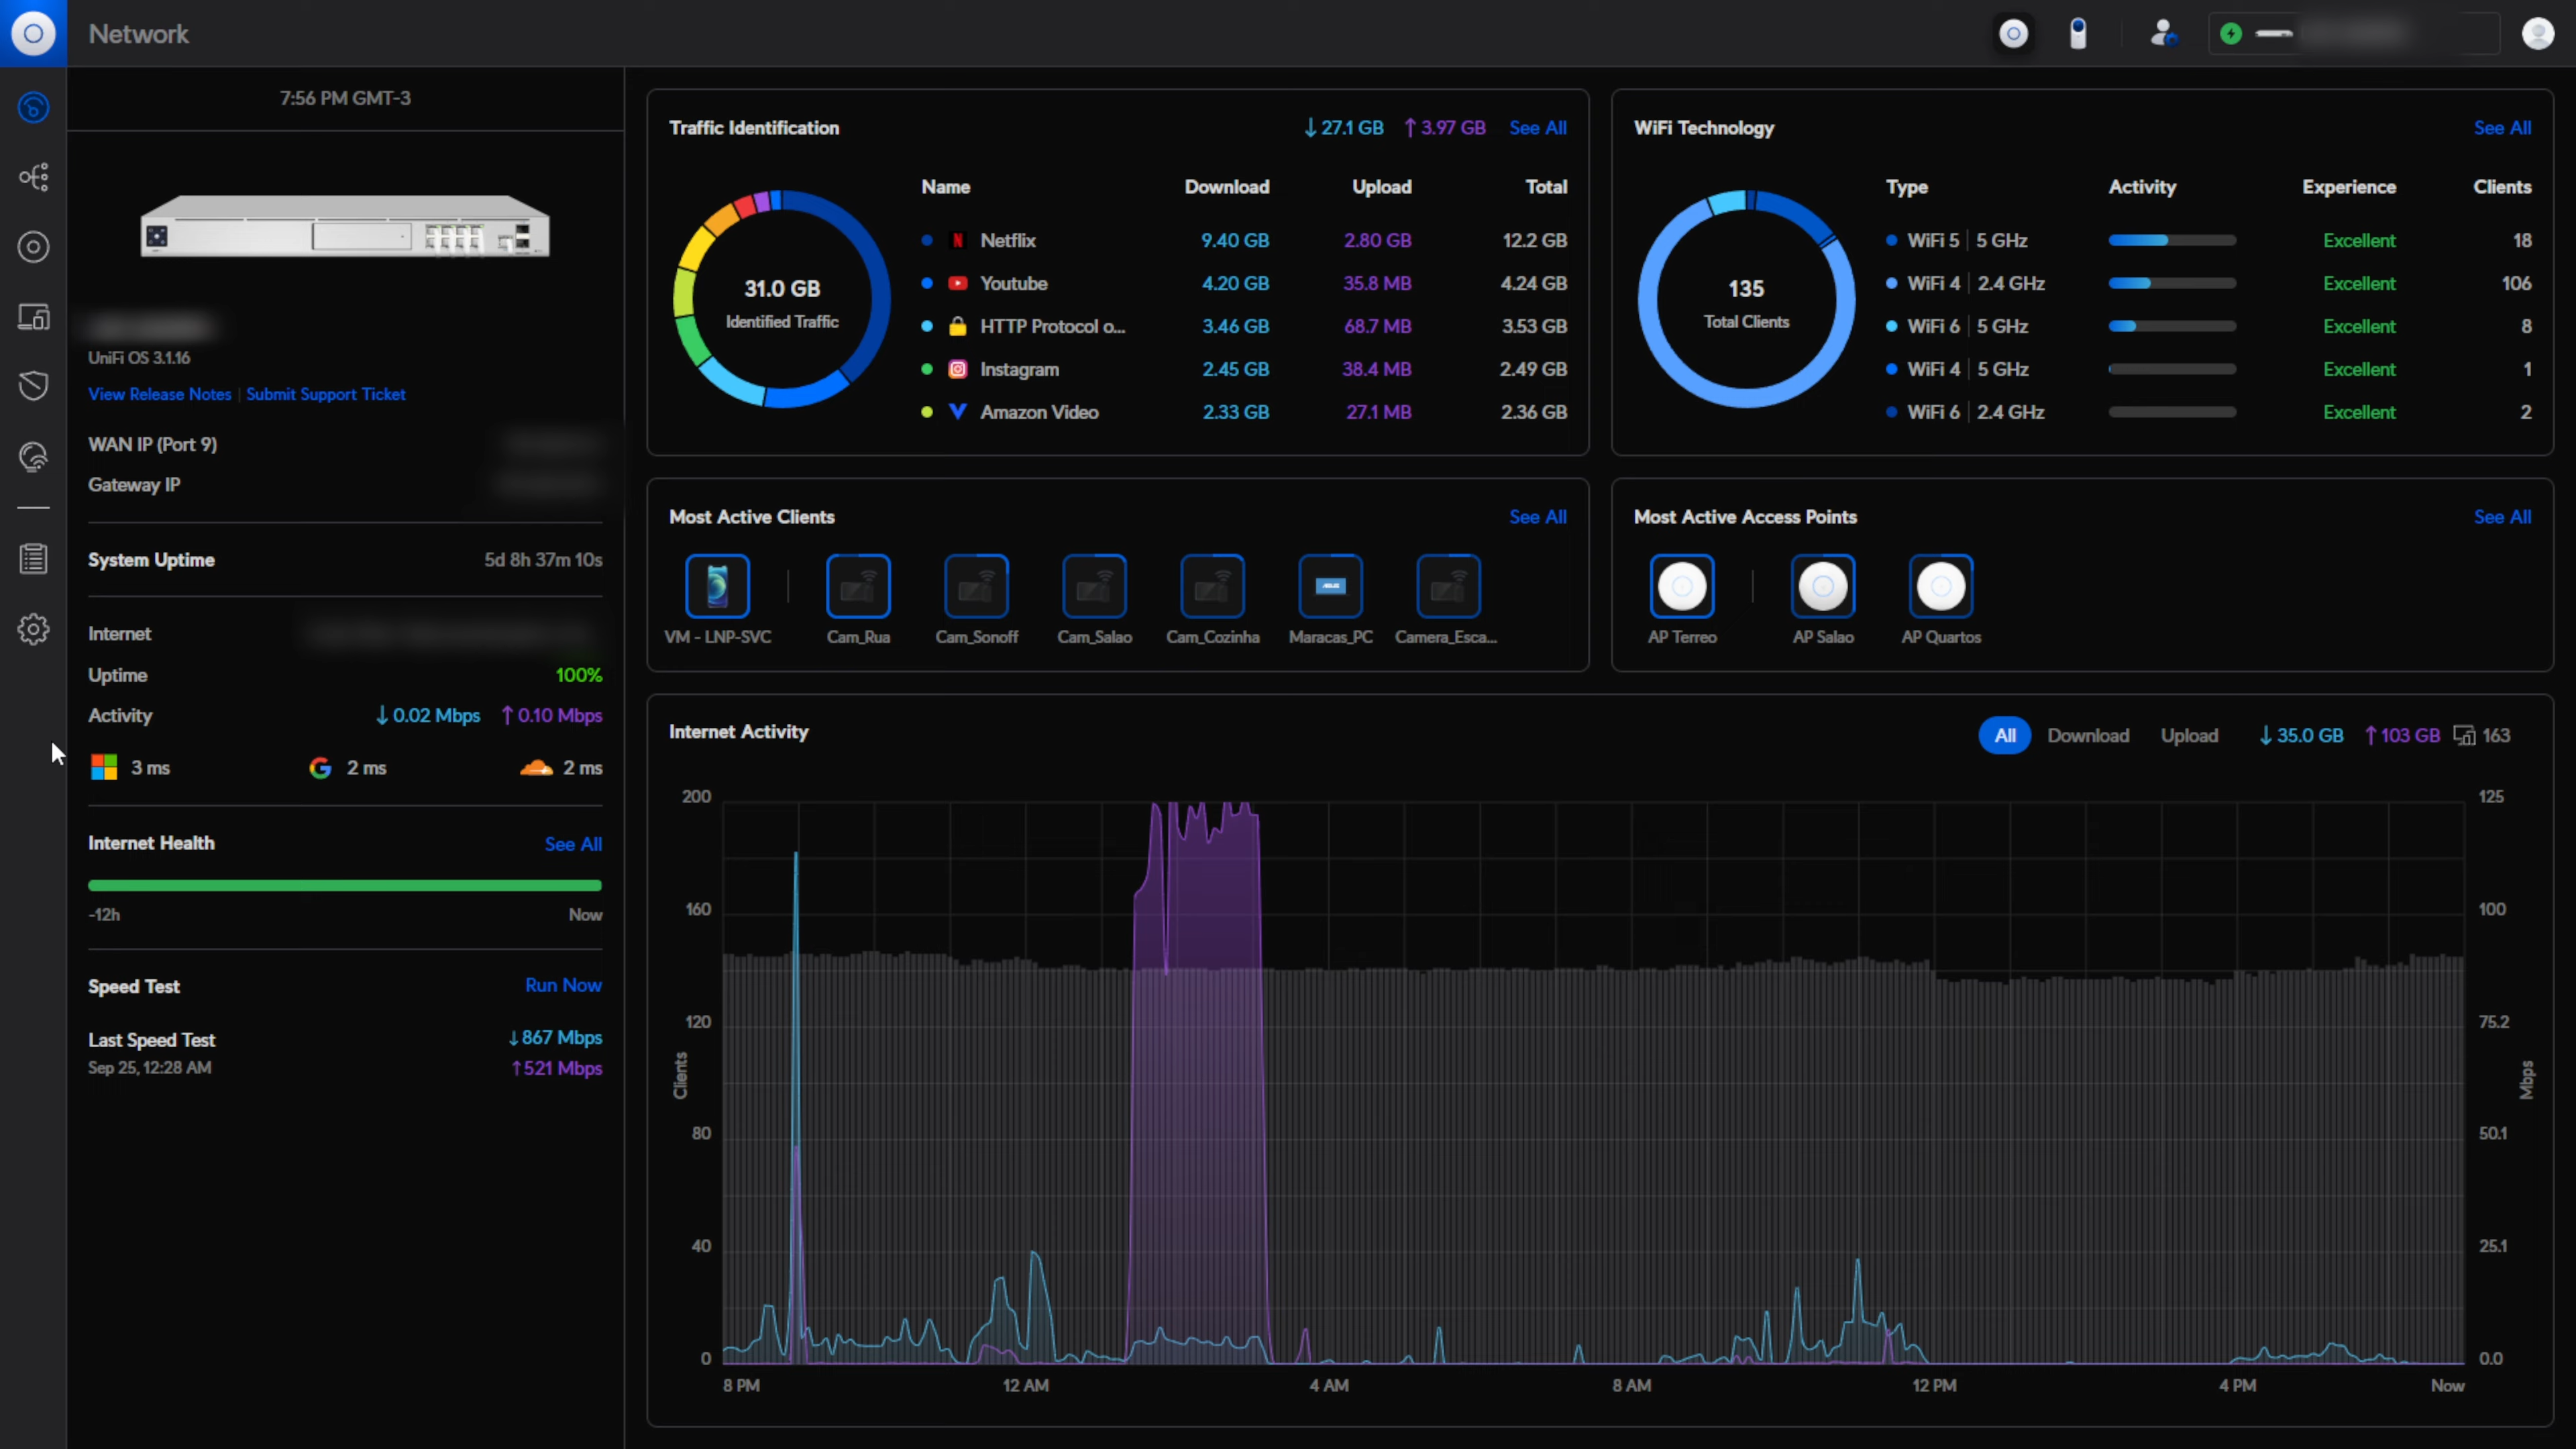 Network
7:56 PM GMT-3
UniFi OS 3.1.16
View Release Notes | Submit Support Ticket
WAN IP (Port 9)
Gateway IP
System Uptime 5d 8h 37m 10s
Internet
Uptime 100%
Activity ↓ 0.02 Mbps ↑ 0.10 Mbps
3 ms 2 ms 2 ms
Internet Health See All
-12h Now
Speed Test Run Now
Last Speed Test ↓ 867 Mbps
Sep 25, 12:28 AM ↑ 521 Mbps
Traffic Identification ↓ 27.1 GB ↑ 3.97 GB See All
31.0 GB
Identified Traffic
Name Download Upload Total
Netflix 9.40 GB 2.80 GB 12.2 GB
Youtube 4.20 GB 35.8 MB 4.24 GB
HTTP Protocol o... 3.46 GB 68.7 MB 3.53 GB
Instagram 2.45 GB 38.4 MB 2.49 GB
Amazon Video 2.33 GB 27.1 MB 2.36 GB
WiFi Technology See All
135
Total Clients
Type Activity Experience Clients
WiFi 5 | 5 GHz Excellent 18
WiFi 4 | 2.4 GHz Excellent 106
WiFi 6 | 5 GHz Excellent 8
WiFi 4 | 5 GHz Excellent 1
WiFi 6 | 2.4 GHz Excellent 2
Most Active Clients See All
VM - LNP-SVC Cam_Rua Cam_Sonoff Cam_Salao Cam_Cozinha Maracas_PC Camera_Esca...
Most Active Access Points See All
AP Terreo AP Salao AP Quartos
Internet Activity All Download Upload ↓ 35.0 GB ↑ 103 GB 163
200 125
160 100
120 75.2
Clients Mbps
80 50.1
40 25.1
0 0.0
8 PM 12 AM 4 AM 8 AM 12 PM 4 PM Now